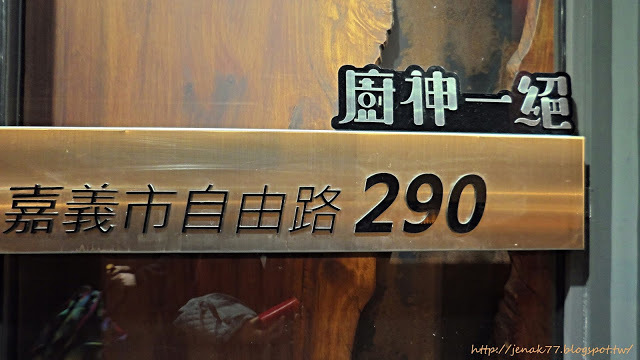 廚神一絕
嘉義市自由路 290
http://jenak77.blogspot.tw/